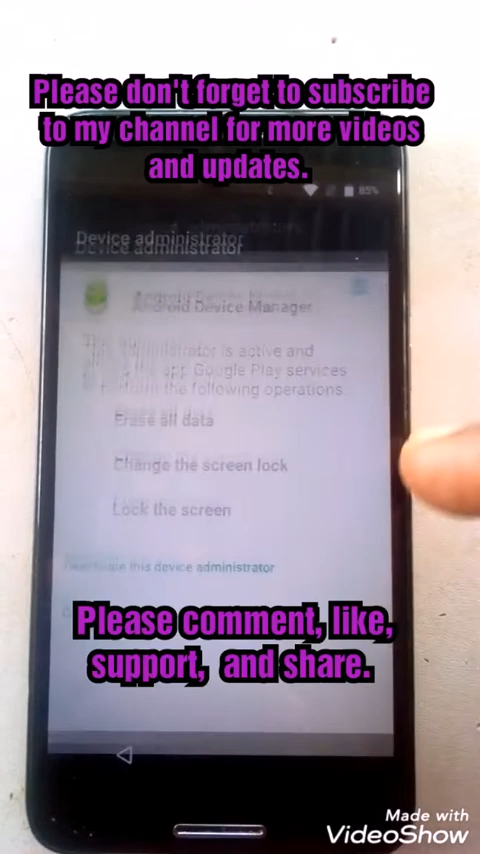 Please don't forget to subscribe
to my channel for more videos
and updates.
85%
Device administrator
Android Device Manager
administrator is active and
app Google Play services
the following operations
Erase all data
Change the screen lock
Lock the screen
this device administrator
Please comment, like,
support, and share.
Made with
VideoShow